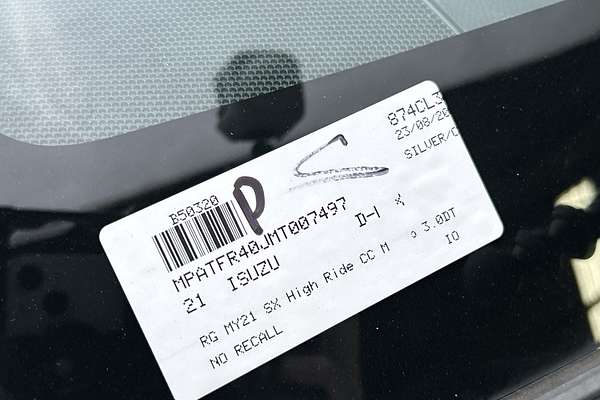 B50320
P
874CL3
23/08/20
SILVER/
MPATFR40JMT007497
21 ISUZU
D-I
RG MY21 SX High Ride CC M
3.0DT
NO RECALL
IO